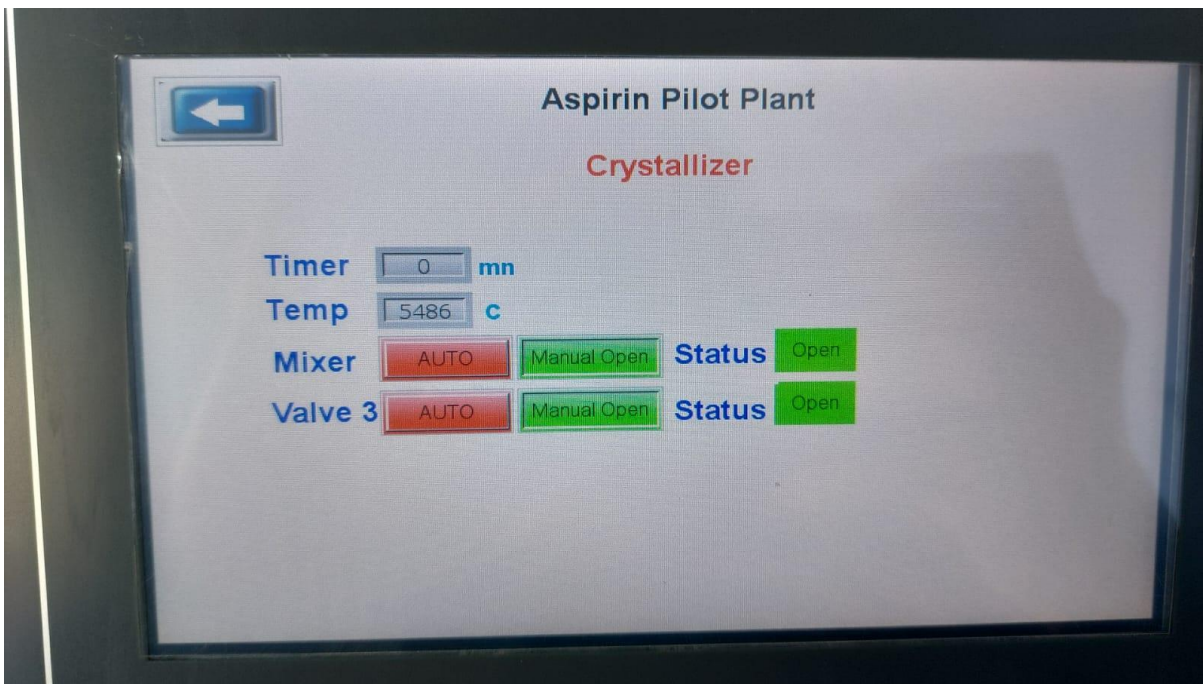 Aspirin Pilot Plant
Crystallizer
Timer 0 mn
Temp 5486 C
Mixer AUTO Manual Open Status Open
Valve 3 AUTO Manual Open Status Open